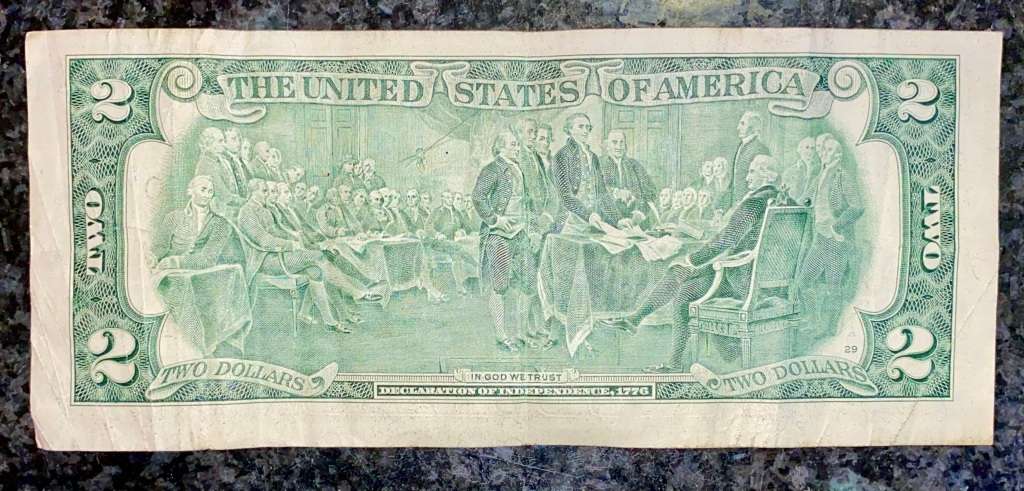 2 THE UNITED STATES OF AMERICA 2
TWO
TWO
29
2 2
TWO DOLLARS TWO DOLLARS
IN GOD WE TRUST
DECLARATION OF INDEPENDENCE, 1776